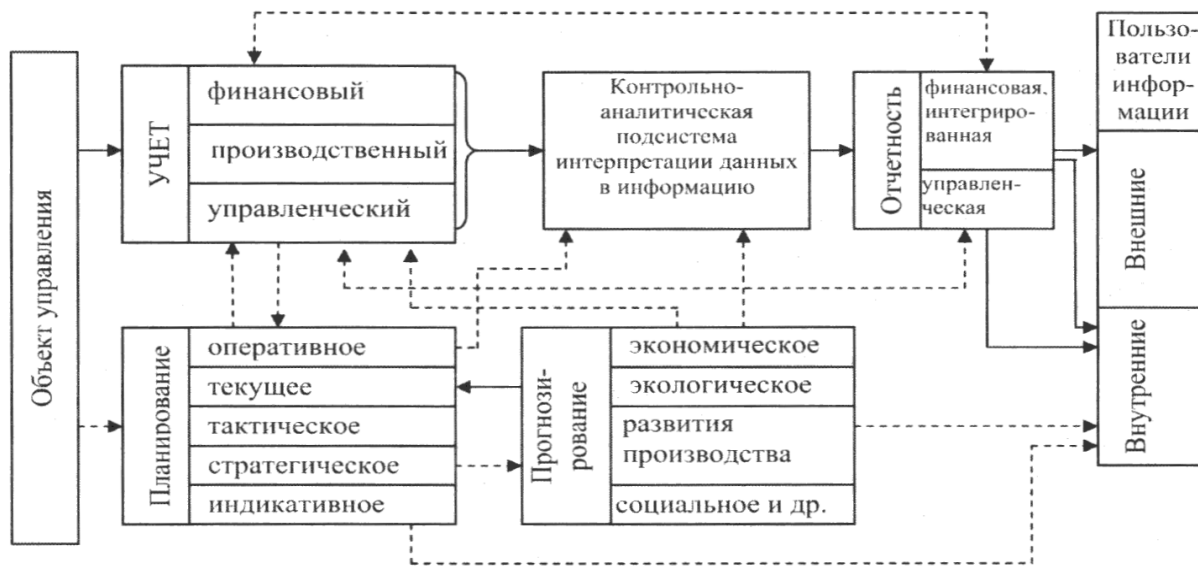 Объект управления
УЧЕТ
финансовый
производственный
управленческий
Контрольно-
аналитическая
подсистема
интерпретации данных
в информацию
Отчетность
финансовая,
интегриро-
ванная
управлен-
ческая
Пользо-
ватели
инфор-
мации
Внешние
Внутренние
Планирование
оперативное
текущее
тактическое
стратегическое
индикативное
Прогнози-
рование
экономическое
экологическое
развития
производства
социальное и др.